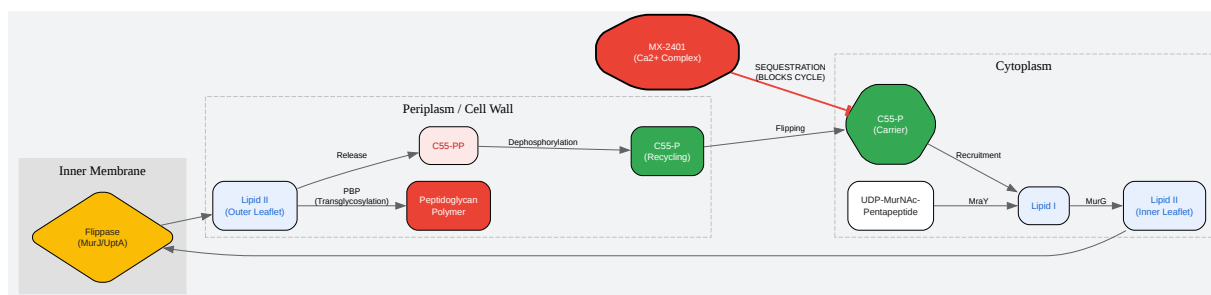 MX-2401
(Ca2+ Complex)
SEQUESTRATION
(BLOCKS CYCLE)
Cytoplasm
Periplasm / Cell Wall
C55-P
(Carrier)
Flipping
C55-PP
Dephosphorylation
C55-P
(Recycling)
Release
Recruitment
Inner Membrane
Lipid II
(Outer Leaflet)
PBP
(Transglycosylation)
Peptidoglycan
Polymer
UDP-MurNAc-
Pentapeptide
MraY
Lipid I
MurG
Lipid II
(Inner Leaflet)
Flippase
(MurJ/UptA)